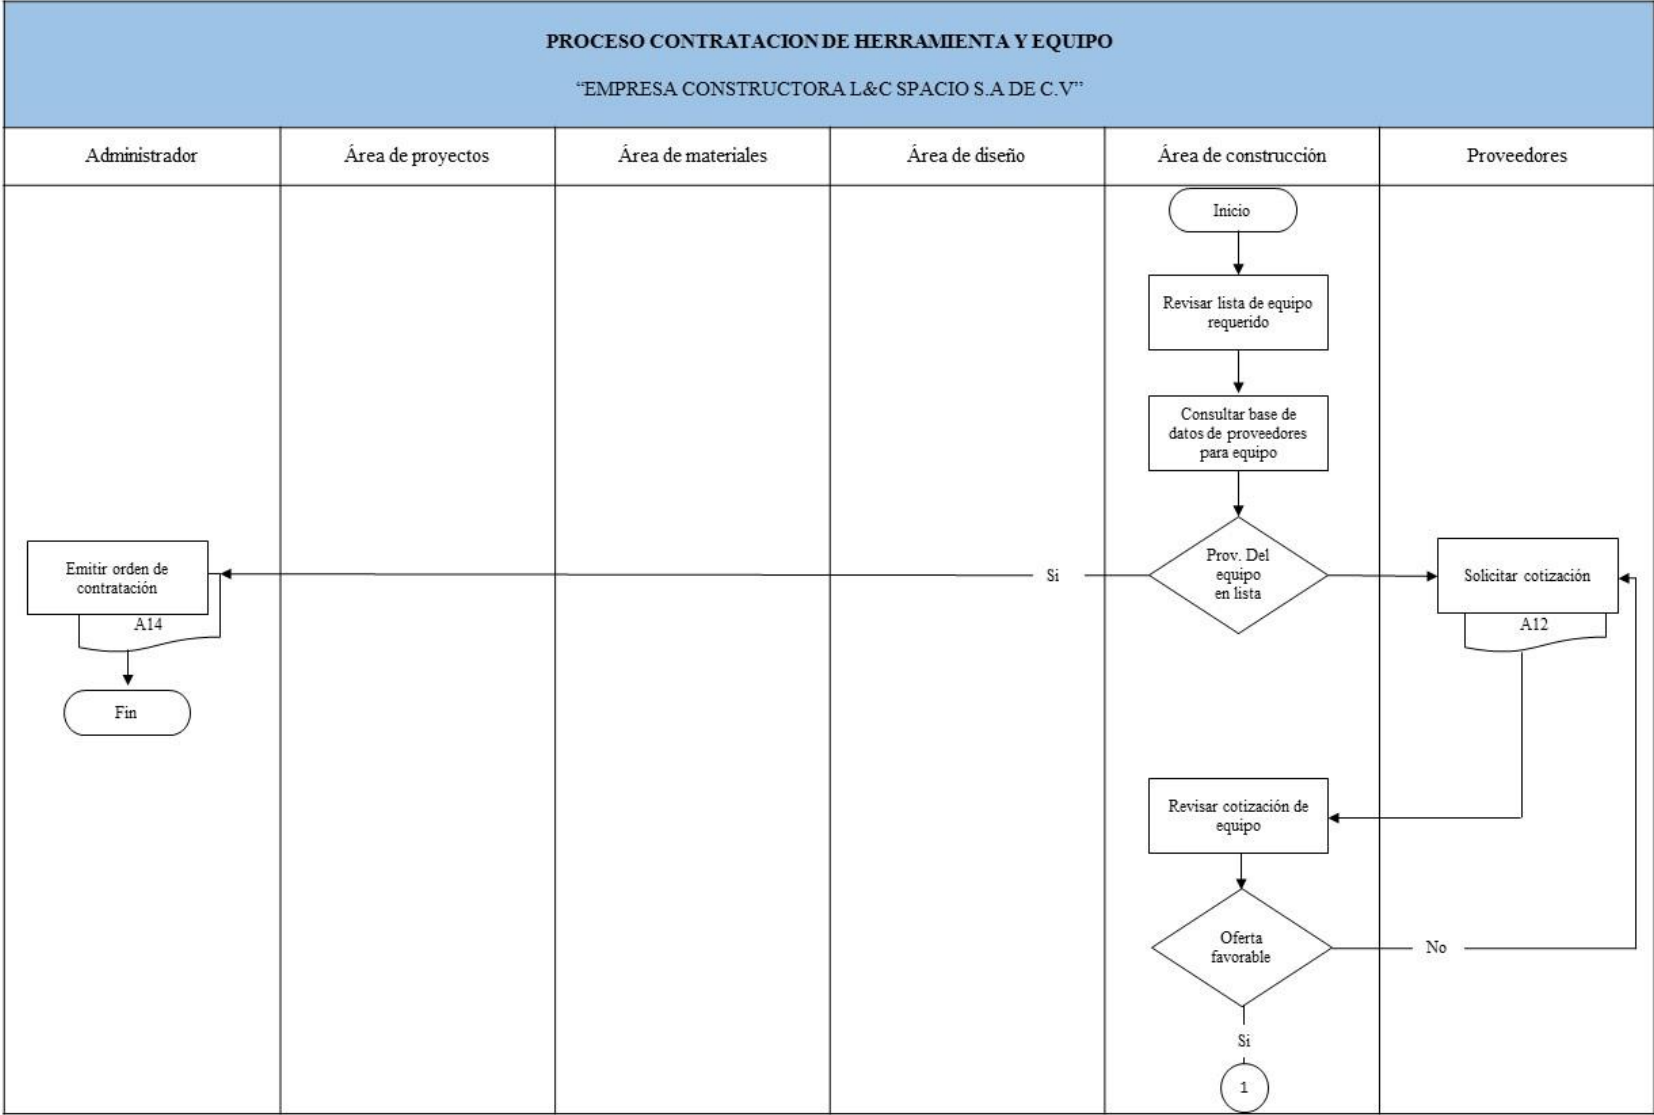 PROCESO CONTRATACION DE HERRAMIENTA Y EQUIPO
“EMPRESA CONSTRUCTORA L&C SPACIO S.A DE C.V”
Administrador
Área de proyectos
Área de materiales
Área de diseño
Área de construcción
Proveedores
Inicio
Revisar lista de equipo
requerido
Consultar base de
datos de proveedores
para equipo
Prov. Del
equipo
en lista
Si
Emitir orden de
contratación
A14
Fin
Solicitar cotización
A12
Revisar cotización de
equipo
Oferta
favorable
No
Si
1